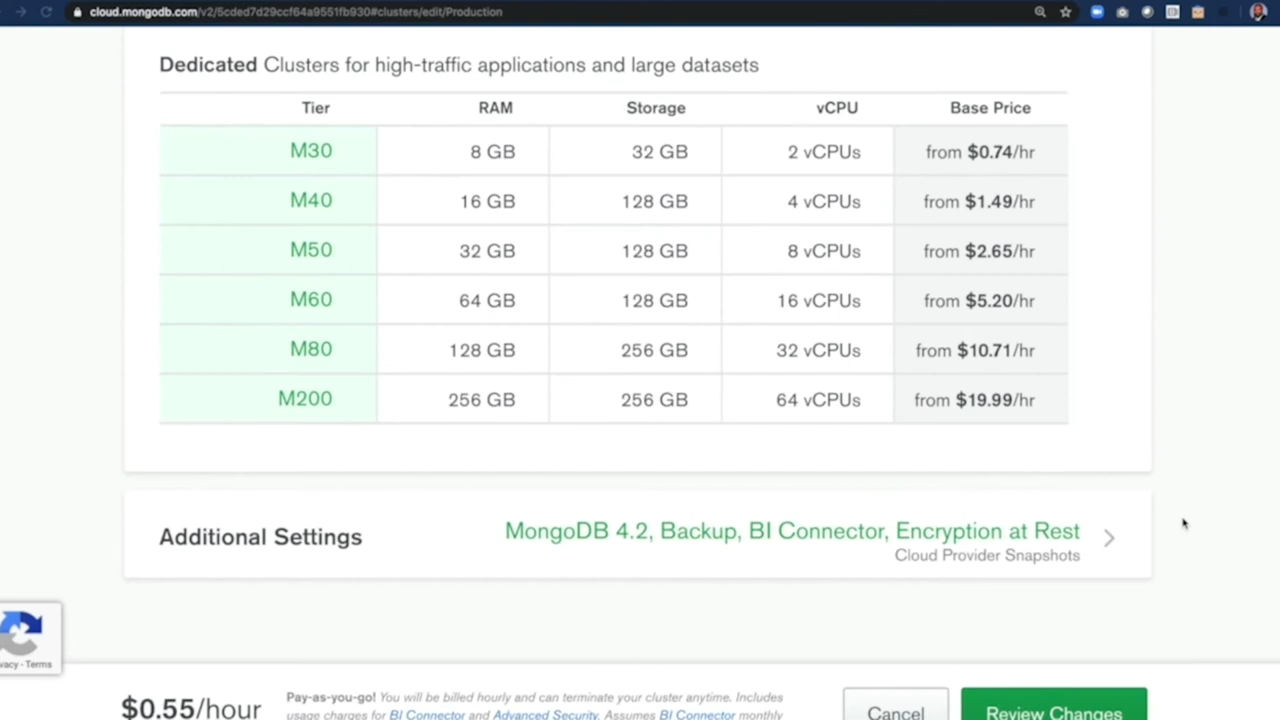 cloud.mongodb.com/v2/5cded7d29ccf64a9551fb930#clusters/edit/Production
Dedicated Clusters for high-traffic applications and large datasets
Tier RAM Storage vCPU Base Price
M30 8 GB 32 GB 2 vCPUs from $0.74/hr
M40 16 GB 128 GB 4 vCPUs from $1.49/hr
M50 32 GB 128 GB 8 vCPUs from $2.65/hr
M60 64 GB 128 GB 16 vCPUs from $5.20/hr
M80 128 GB 256 GB 32 vCPUs from $10.71/hr
M200 256 GB 256 GB 64 vCPUs from $19.99/hr
Additional Settings MongoDB 4.2, Backup, BI Connector, Encryption at Rest
Cloud Provider Snapshots
vacy - Terms
$0.55/hour Pay-as-you-go! You will be billed hourly and can terminate your cluster anytime. Includes
usage charges for BI Connector and Advanced Security. Assumes BI Connector monthly
Cancel Review Changes